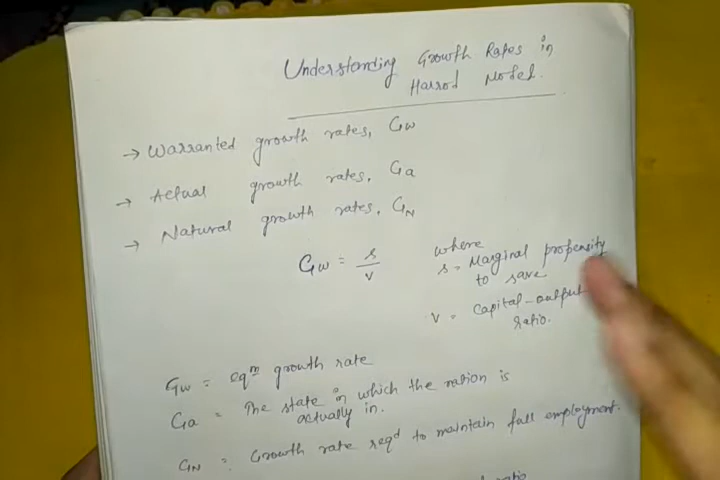 Understanding Growth Rates in
Harrod Model.
→ Warranted growth rates, Gw
→ Actual growth rates, Ga
→ Natural growth rates, GN
Gw = s/v
where
s = Marginal propensity
to save
v = Capital-output
ratio.
Gw = eqm growth rate
Ga = The state in which the nation is
actually in.
GN = Growth rate reqd to maintain full employment.
ratio